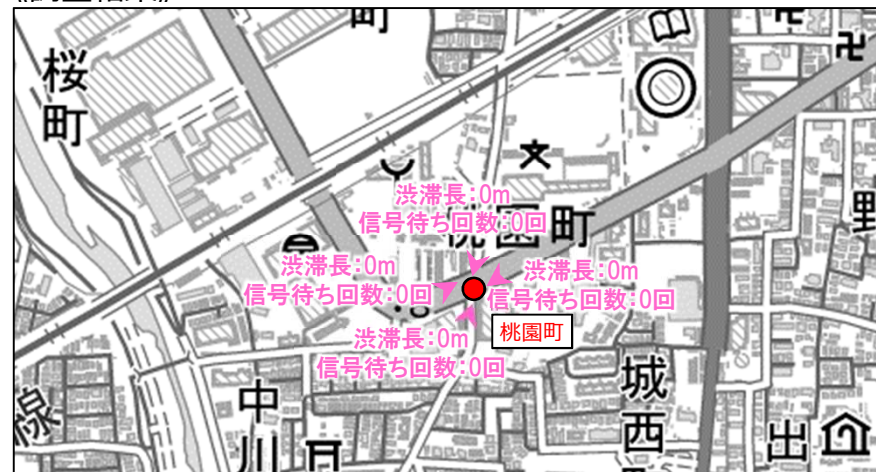 桜町
町
渋滞長:0m
信号待ち回数:0回
桃園町
野
渋滞長:0m
信号待ち回数:0回
渋滞長:0m
信号待ち回数:0回
渋滞長:0m
信号待ち回数:0回
桃園町
中川
城西
出
線